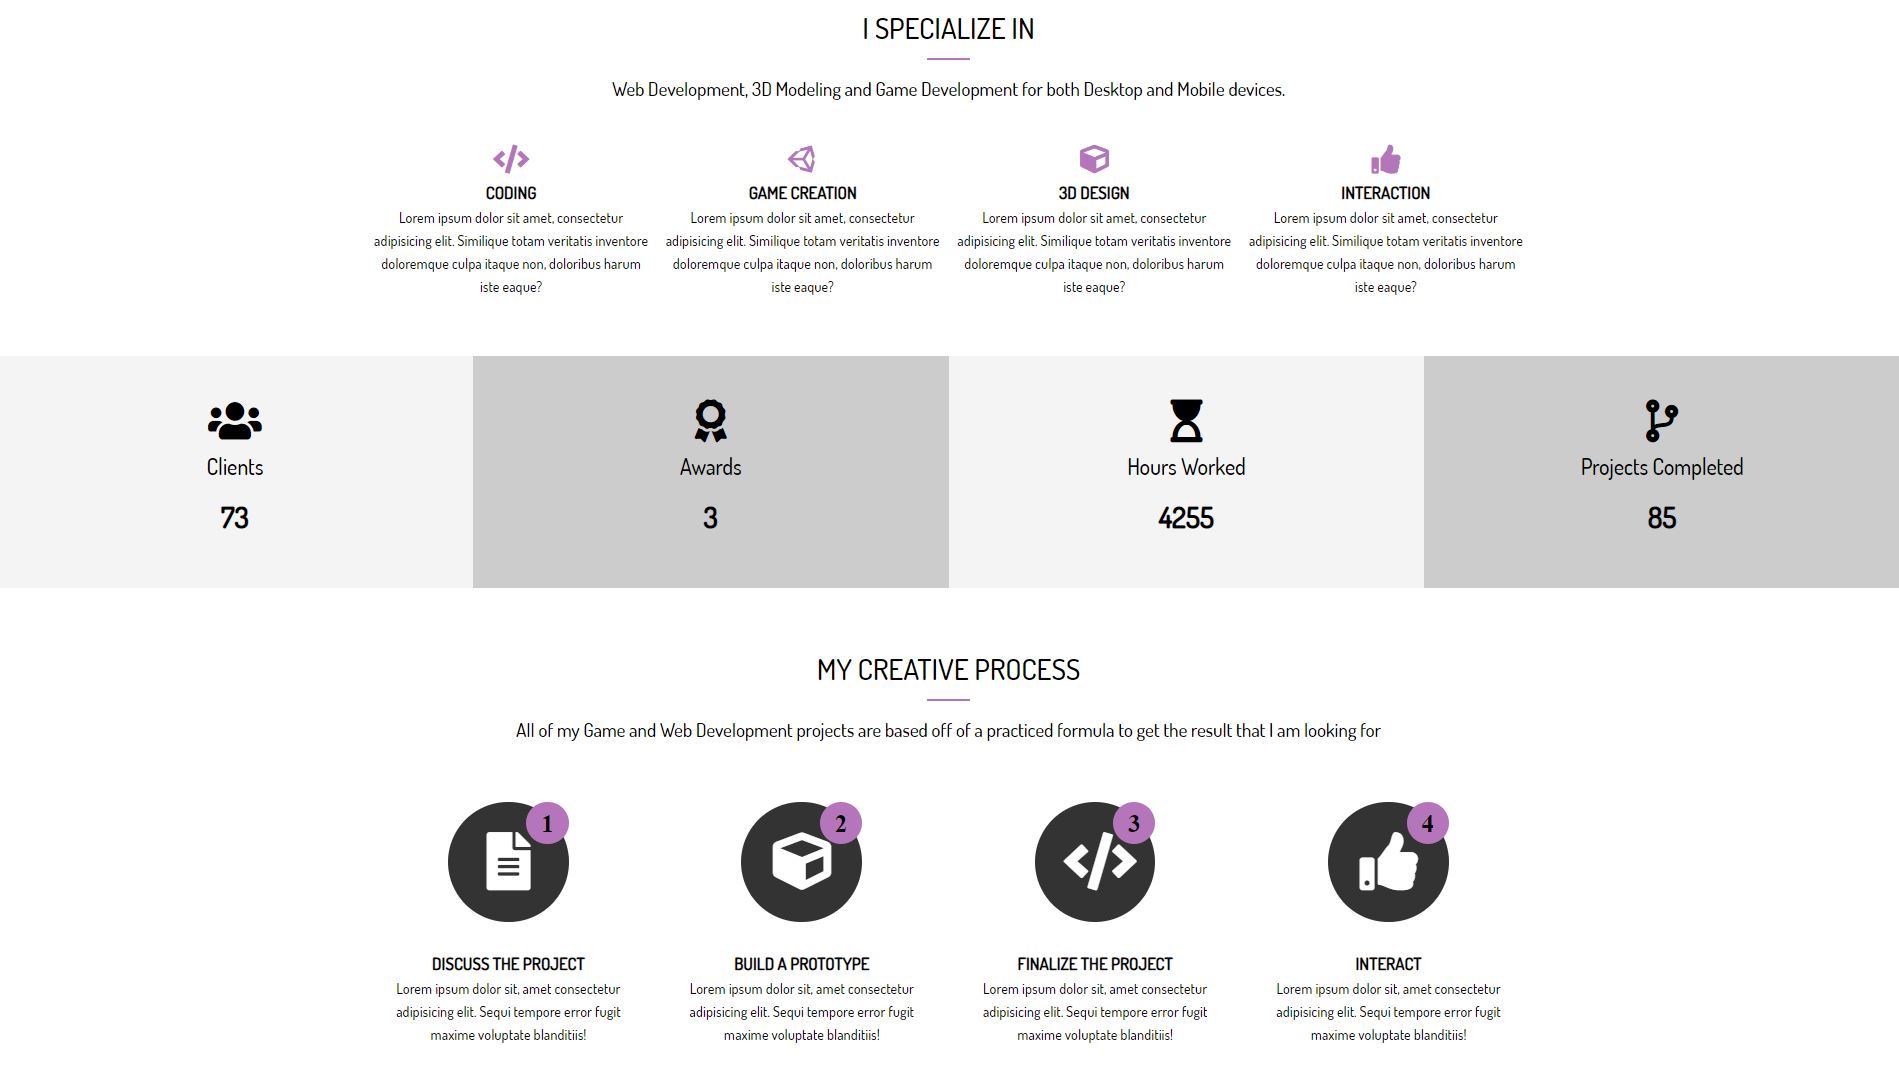 I SPECIALIZE IN
Web Development, 3D Modeling and Game Development for both Desktop and Mobile devices.
CODING
Lorem ipsum dolor sit amet, consectetur
adipisicing elit. Similique totam veritatis inventore
doloremque culpa itaque non, doloribus harum
iste eaque?
GAME CREATION
Lorem ipsum dolor sit amet, consectetur
adipisicing elit. Similique totam veritatis inventore
doloremque culpa itaque non, doloribus harum
iste eaque?
3D DESIGN
Lorem ipsum dolor sit amet, consectetur
adipisicing elit. Similique totam veritatis inventore
doloremque culpa itaque non, doloribus harum
iste eaque?
INTERACTION
Lorem ipsum dolor sit amet, consectetur
adipisicing elit. Similique totam veritatis inventore
doloremque culpa itaque non, doloribus harum
iste eaque?
Clients
73
Awards
3
Hours Worked
4255
Projects Completed
85
MY CREATIVE PROCESS
All of my Game and Web Development projects are based off of a practiced formula to get the result that I am looking for
1
DISCUSS THE PROJECT
Lorem ipsum dolor sit, amet consectetur
adipisicing elit. Sequi tempore error fugit
maxime voluptate blanditiis!
2
BUILD A PROTOTYPE
Lorem ipsum dolor sit, amet consectetur
adipisicing elit. Sequi tempore error fugit
maxime voluptate blanditiis!
3
FINALIZE THE PROJECT
Lorem ipsum dolor sit, amet consectetur
adipisicing elit. Sequi tempore error fugit
maxime voluptate blanditiis!
4
INTERACT
Lorem ipsum dolor sit, amet consectetur
adipisicing elit. Sequi tempore error fugit
maxime voluptate blanditiis!